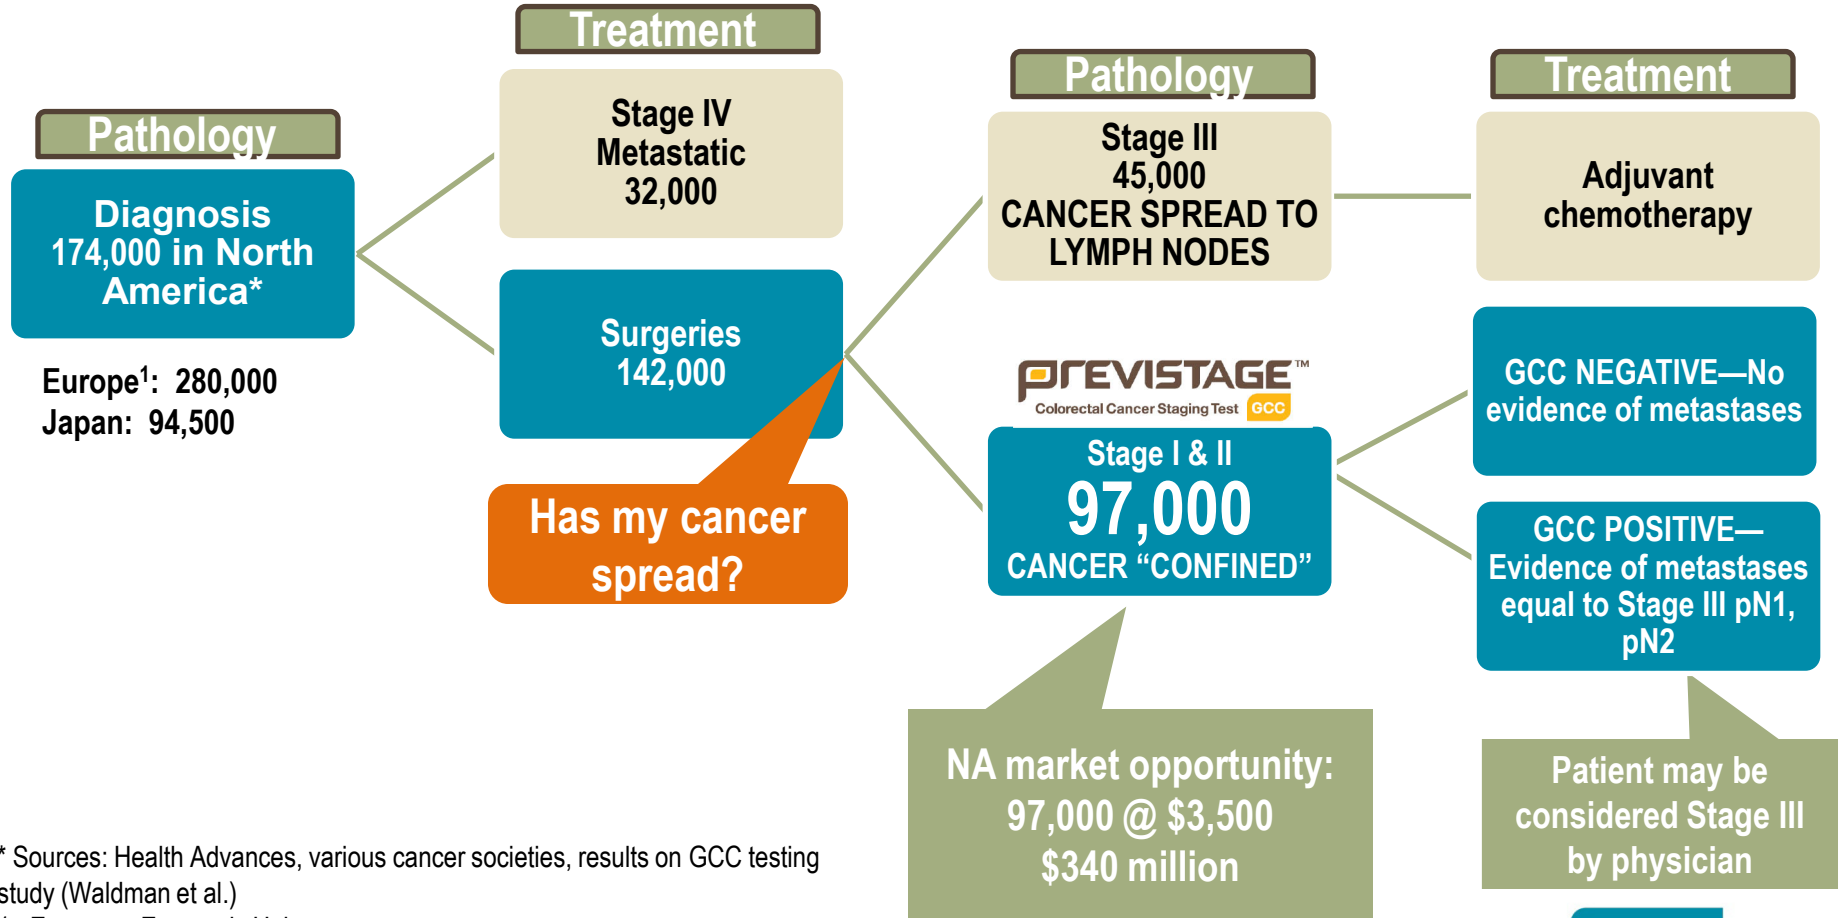 Pathology
Diagnosis
174,000 in North
America*
Europe1: 280,000
Japan: 94,500
Treatment
Stage IV
Metastatic
32,000
Surgeries
142,000
Has my cancer
spread?
Pathology
Stage III
45,000
CANCER SPREAD TO
LYMPH NODES
PREVISTAGE™
Colorectal Cancer Staging Test GCC
Stage I & II
97,000
CANCER “CONFINED”
NA market opportunity:
97,000 @ $3,500
$340 million
Treatment
Adjuvant
chemotherapy
GCC NEGATIVE—No
evidence of metastases
GCC POSITIVE—
Evidence of metastases
equal to Stage III pN1,
pN2
Patient may be
considered Stage III
by physician
* Sources: Health Advances, various cancer societies, results on GCC testing
study (Waldman et al.)